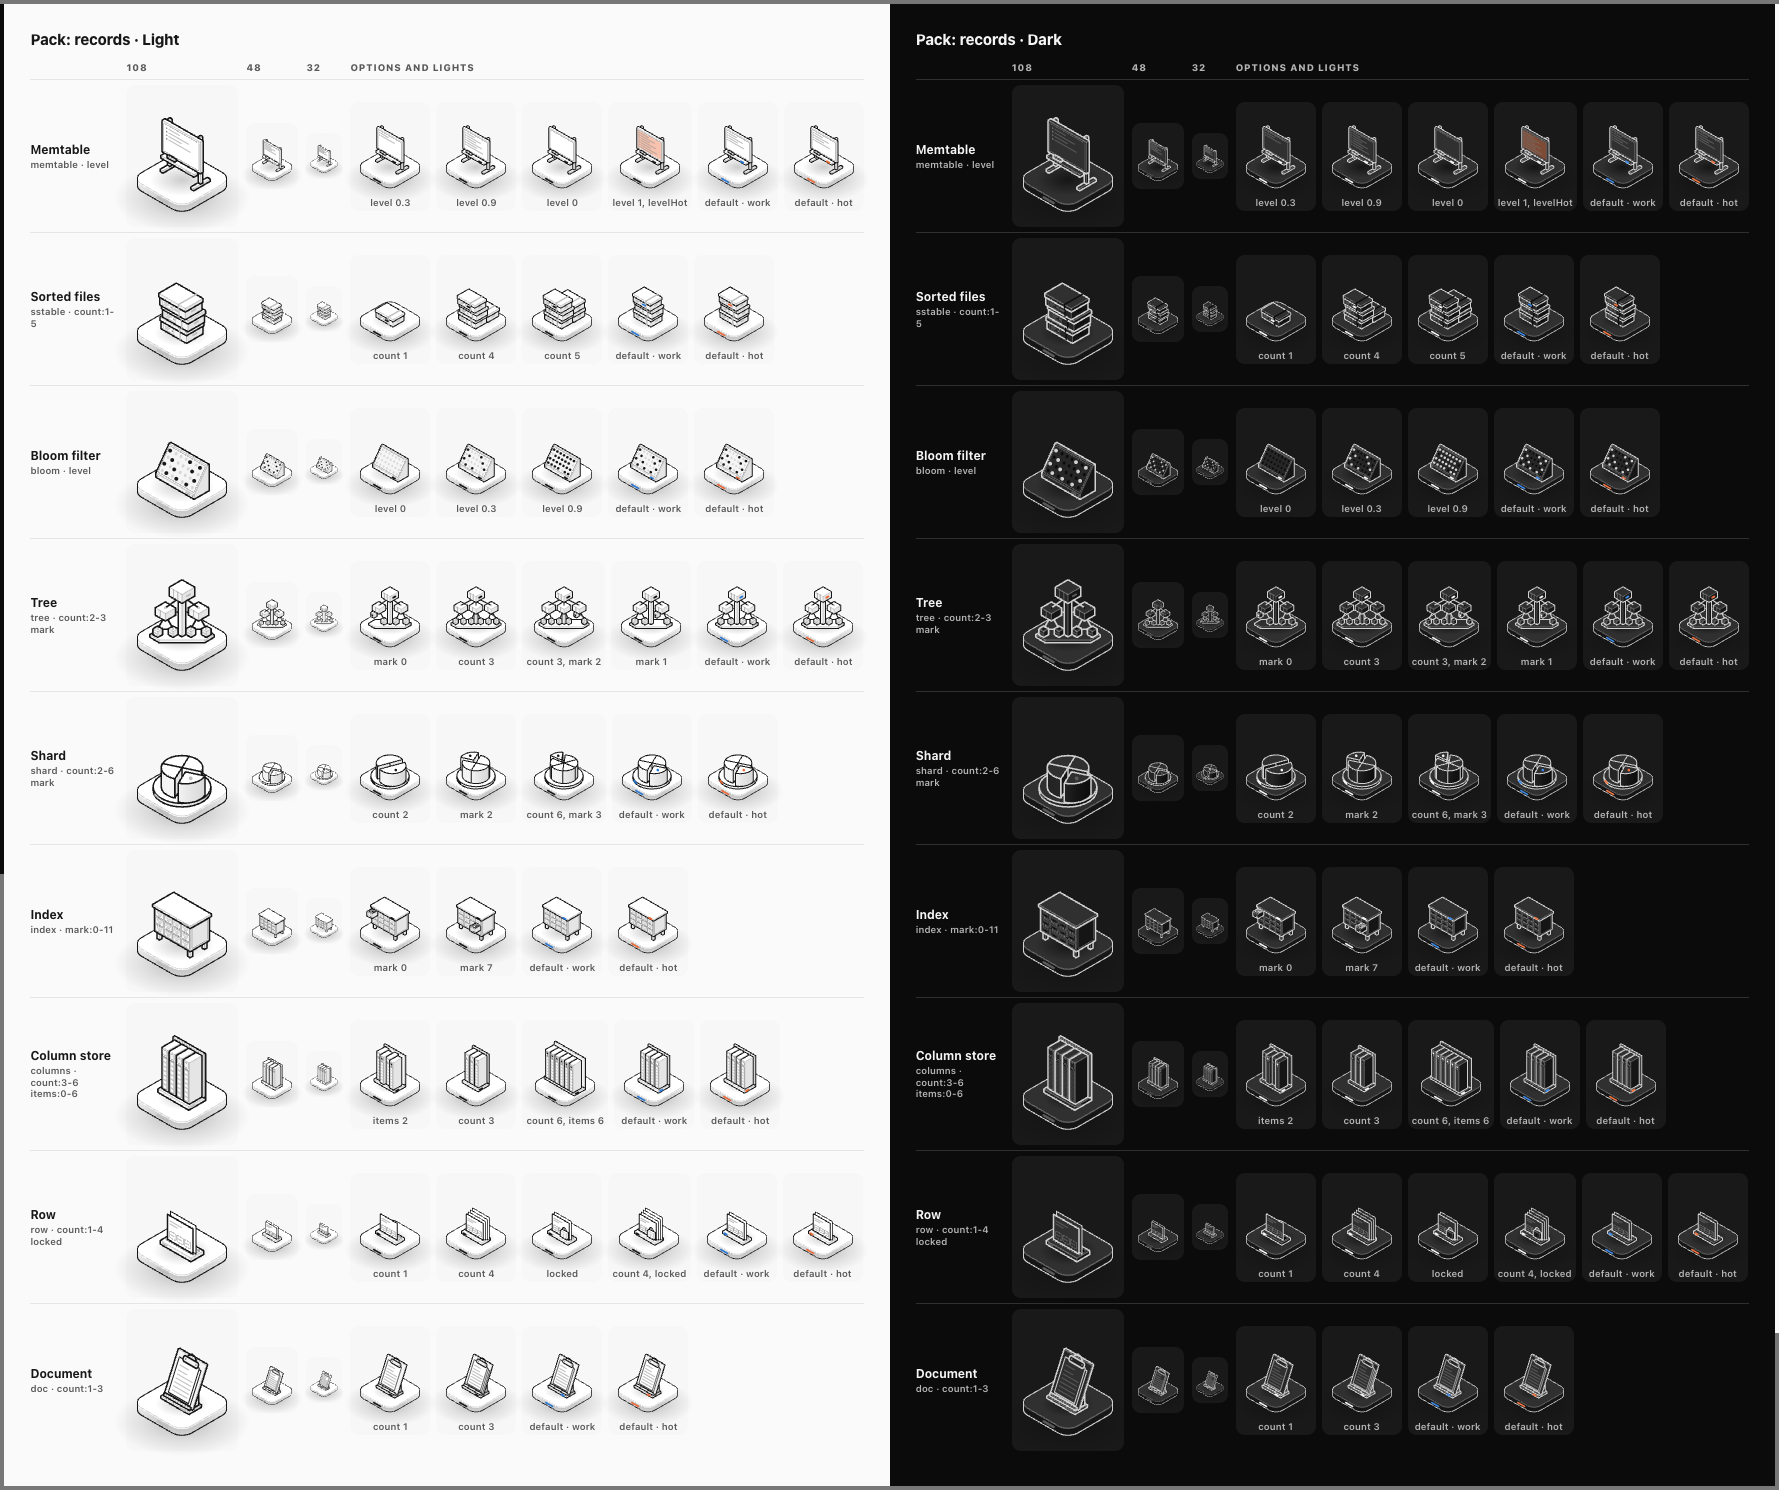 Pack: records · Light
108 48 32 OPTIONS AND LIGHTS
Memtable
memtable · level
level 0.3 level 0.9 level 0 level 1, levelHot default · work default · hot
Sorted files
sstable · count:1-
5
count 1 count 4 count 5 default · work default · hot
Bloom filter
bloom · level
level 0 level 0.3 level 0.9 default · work default · hot
Tree
tree · count:2-3
mark
mark 0 count 3 count 3, mark 2 mark 1 default · work default · hot
Shard
shard · count:2-6
mark
count 2 mark 2 count 6, mark 3 default · work default · hot
Index
index · mark:0-11
mark 0 mark 7 default · work default · hot
Column store
columns ·
count:3-6
items:0-6
items 2 count 3 count 6, items 6 default · work default · hot
Row
row · count:1-4
locked
count 1 count 4 locked count 4, locked default · work default · hot
Document
doc · count:1-3
count 1 count 3 default · work default · hot
Pack: records · Dark
108 48 32 OPTIONS AND LIGHTS
Memtable
memtable · level
level 0.3 level 0.9 level 0 level 1, levelHot default · work default · hot
Sorted files
sstable · count:1-
5
count 1 count 4 count 5 default · work default · hot
Bloom filter
bloom · level
level 0 level 0.3 level 0.9 default · work default · hot
Tree
tree · count:2-3
mark
mark 0 count 3 count 3, mark 2 mark 1 default · work default · hot
Shard
shard · count:2-6
mark
count 2 mark 2 count 6, mark 3 default · work default · hot
Index
index · mark:0-11
mark 0 mark 7 default · work default · hot
Column store
columns ·
count:3-6
items:0-6
items 2 count 3 count 6, items 6 default · work default · hot
Row
row · count:1-4
locked
count 1 count 4 locked count 4, locked default · work default · hot
Document
doc · count:1-3
count 1 count 3 default · work default · hot